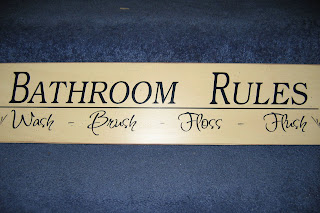 BATHROOM RULES
Wash - Brush - Floss - Flush